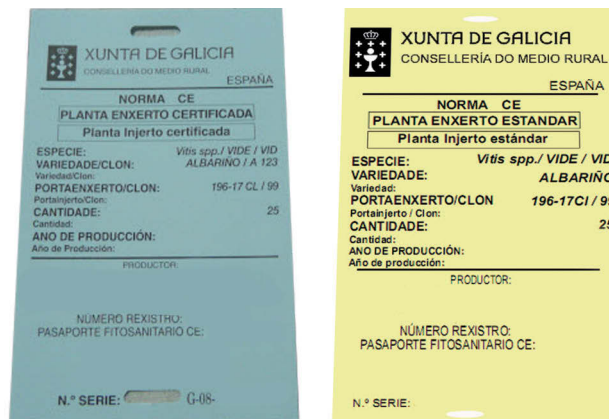 XUNTA DE GALICIA
CONSELLERÍA DO MEDIO RURAL
ESPAÑA
NORMA CE
PLANTA ENXERTO CERTIFICADA
Planta Injerto certificada
ESPECIE: Vitis spp./ VIDE / VID
VARIEDADE/CLON: ALBARIÑO / A 123
Variedad/Clon:
PORTAENXERTO/CLON: 196-17 CL / 99
Portainjerto/Clon:
CANTIDADE: 25
Cantidad:
ANO DE PRODUCCIÓN:
Año de Producción:
PRODUCTOR:
NÚMERO REXISTRO:
PASAPORTE FITOSANITARIO CE:
N.º SERIE: G-08-
XUNTA DE GALICIA
CONSELLERÍA DO MEDIO RURAL
ESPAÑA
NORMA CE
PLANTA ENXERTO ESTANDAR
Planta Injerto estándar
ESPECIE: Vitis spp./ VIDE / VID
VARIEDADE: ALBARIÑO
Variedad:
PORTAENXERTO/CLON 196-17CI / 99
Portainjerto / Clon:
CANTIDADE: 25
Cantidad:
ANO DE PRODUCCIÓN:
Año de producción:
PRODUCTOR:
NÚMERO REXISTRO:
PASAPORTE FITOSANITARIO CE:
N.º SERIE: